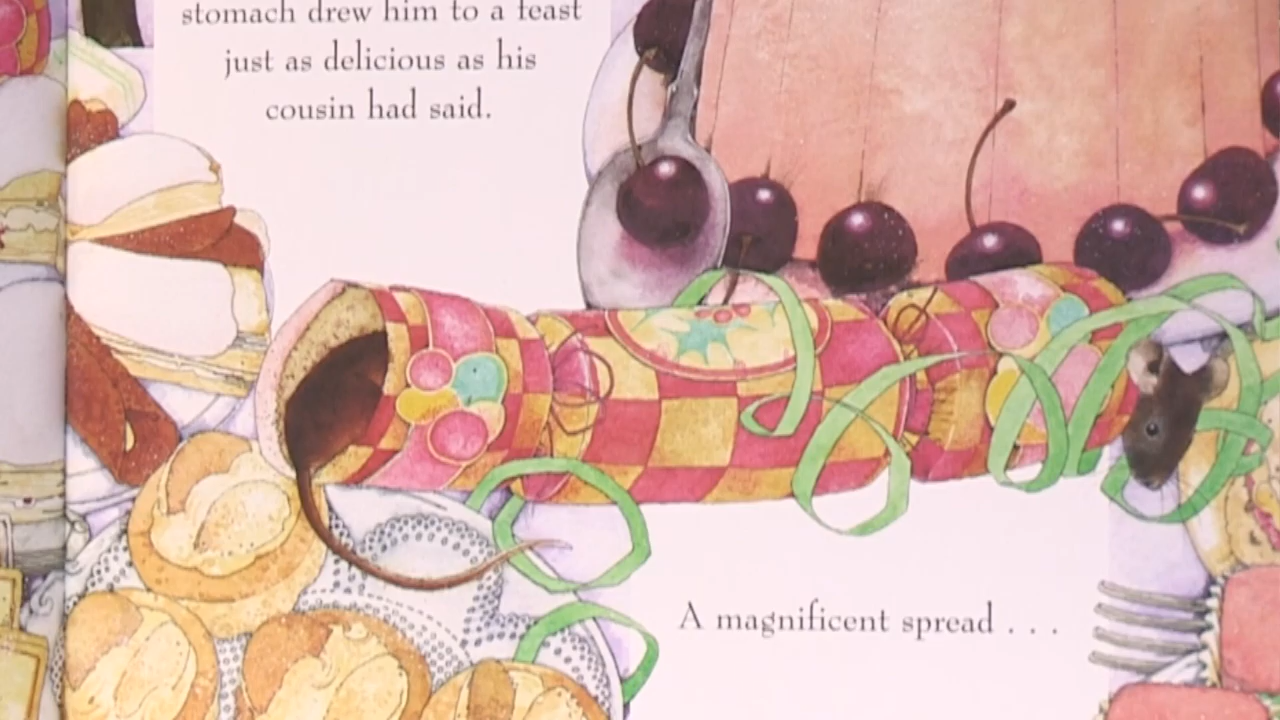 stomach drew him to a feast
just as delicious as his
cousin had said.
A magnificent spread . . .